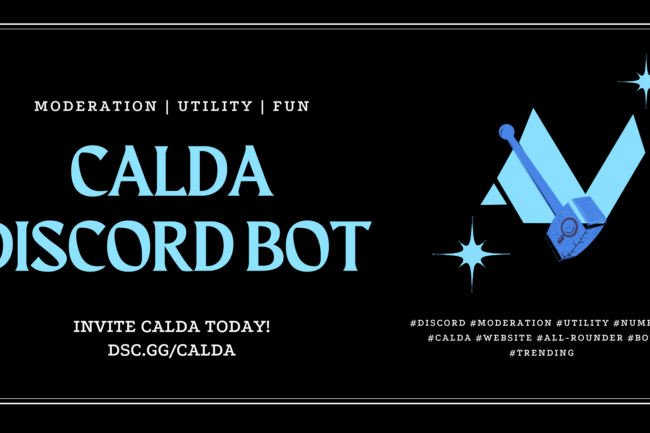 MODERATION | UTILITY | FUN
CALDA
DISCORD BOT
INVITE CALDA TODAY!
DSC.GG/CALDA
#DISCORD #MODERATION #UTILITY
#CALDA #WEBSITE #ALL-ROUNDER
#TRENDING